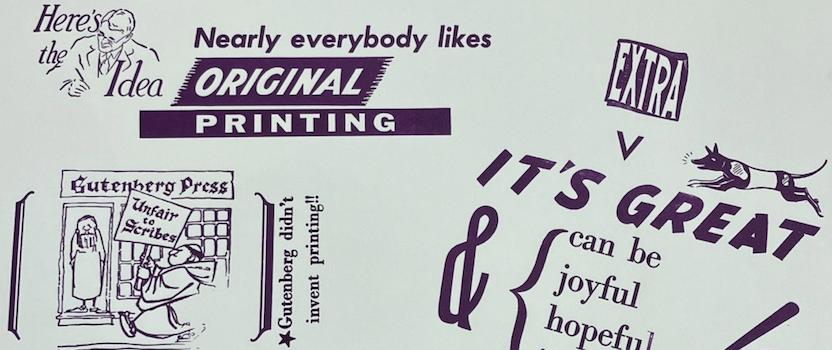 Here's
the
Idea
Nearly everybody likes
ORIGINAL
PRINTING
Gutenberg Press
Unfair
to
Scribes
★Gutenberg didn't
invent printing!!
EXTRA
IT'S GREAT
&
can be
joyful
hopeful